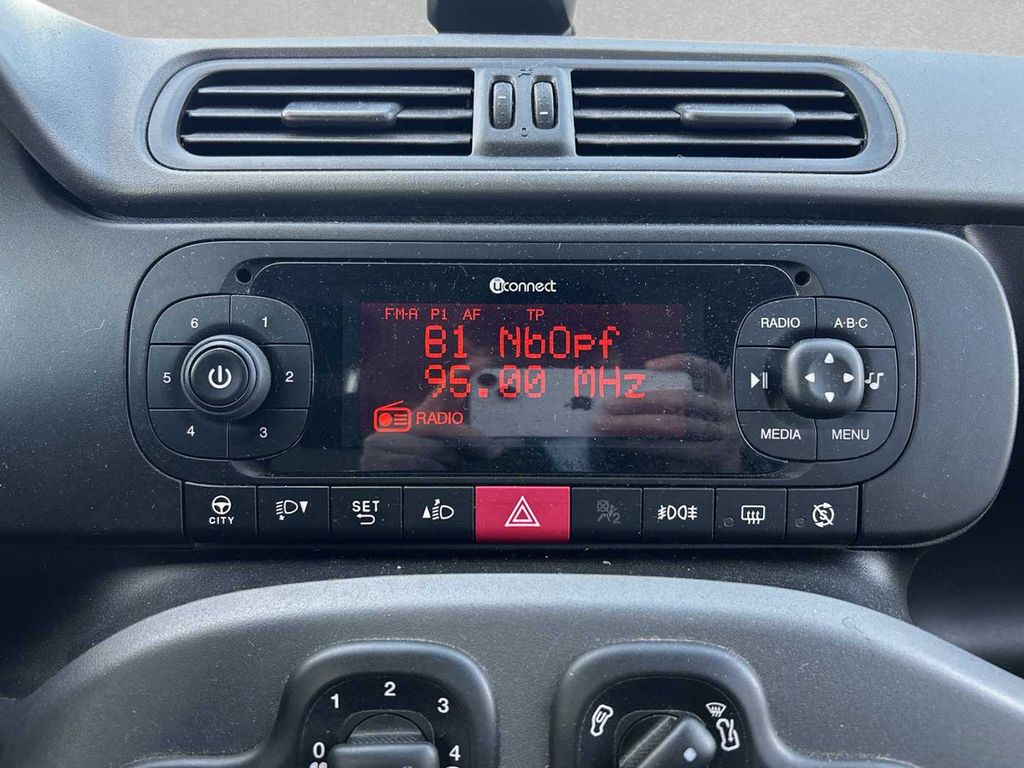 uconnect
FM-A P1 AF TP
B1 NbOpf
95.00 MHz
RADIO
6 1
5 2
4 3
RADIO A·B·C
MEDIA MENU
CITY
SET
2
1 2 3
0 4